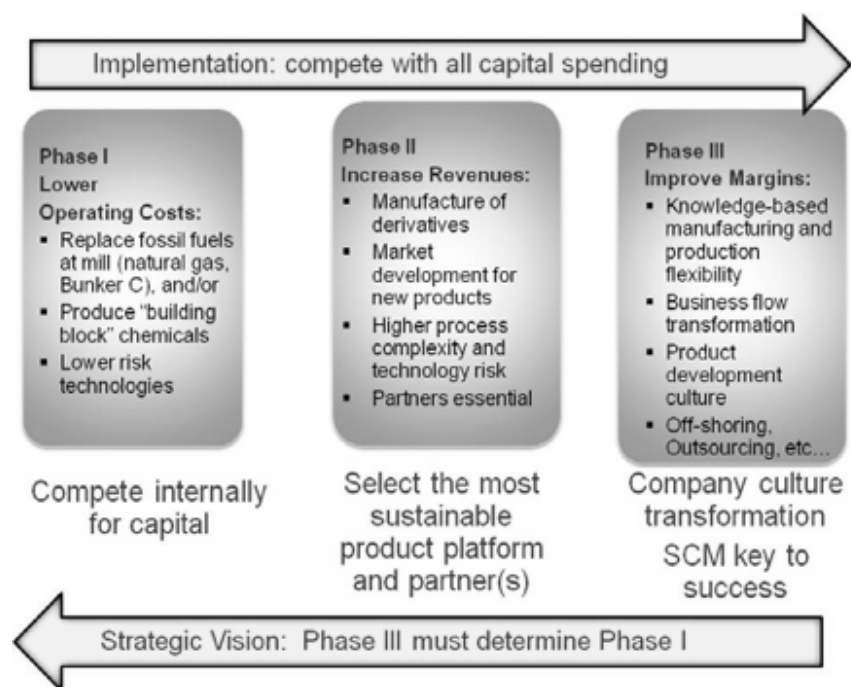 Implementation: compete with all capital spending
Phase I
Lower
Operating Costs:
▪ Replace fossil fuels
at mill (natural gas,
Bunker C), and/or
▪ Produce “building
block” chemicals
▪ Lower risk
technologies
Compete internally
for capital
Phase II
Increase Revenues:
▪ Manufacture of
derivatives
▪ Market
development for
new products
▪ Higher process
complexity and
technology risk
▪ Partners essential
Select the most
sustainable
product platform
and partner(s)
Phase III
Improve Margins:
▪ Knowledge-based
manufacturing and
production
flexibility
▪ Business flow
transformation
▪ Product
development
culture
▪ Off-shoring,
Outsourcing, etc…
Company culture
transformation
SCM key to
success
Strategic Vision: Phase III must determine Phase I